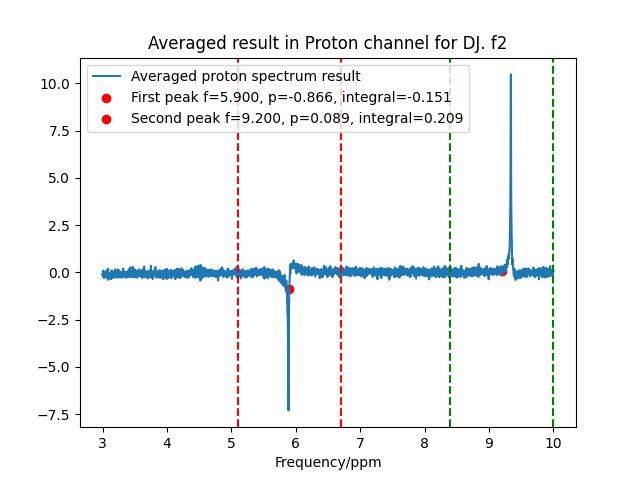 Averaged result in Proton channel for DJ. f2
Averaged proton spectrum result
First peak f=5.900, p=-0.866, integral=-0.151
Second peak f=9.200, p=0.089, integral=0.209
10.0
7.5
5.0
2.5
0.0
−2.5
−5.0
−7.5
3 4 5 6 7 8 9 10
Frequency/ppm